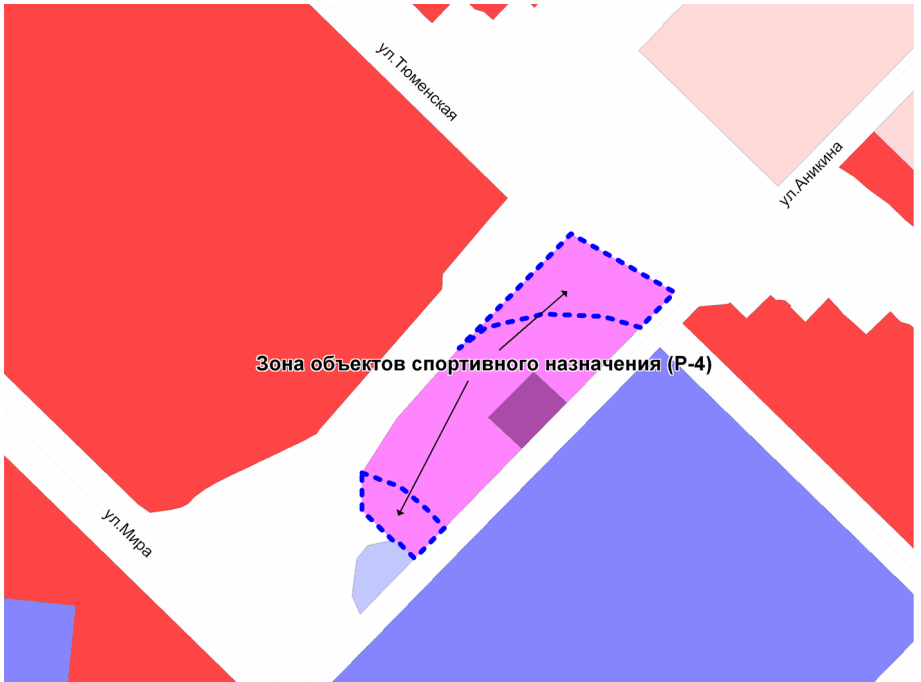 ул.Тюменская
ул.Аникина
Зона объектов спортивного назначения (Р-4)
ул.Мира